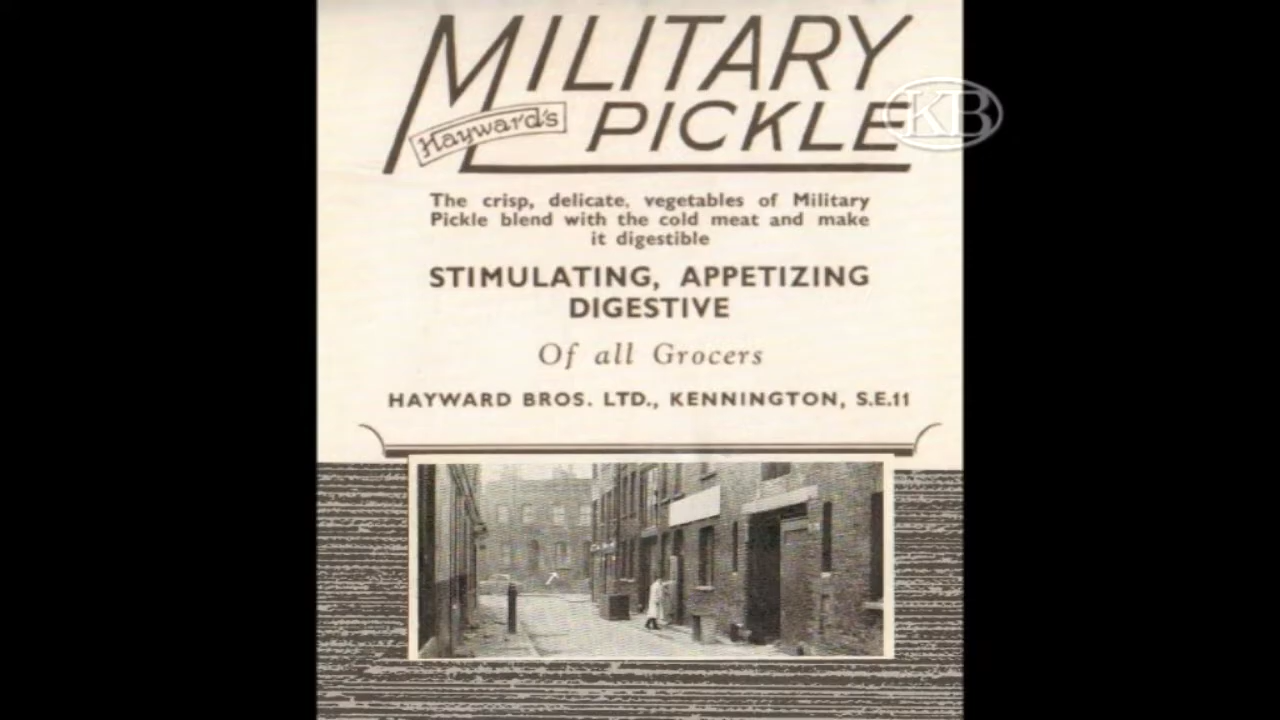 MILITARY
Hayward's PICKLE
KB
The crisp, delicate, vegetables of Military
Pickle blend with the cold meat and make
it digestible
STIMULATING, APPETIZING
DIGESTIVE
Of all Grocers
HAYWARD BROS. LTD., KENNINGTON, S.E.11